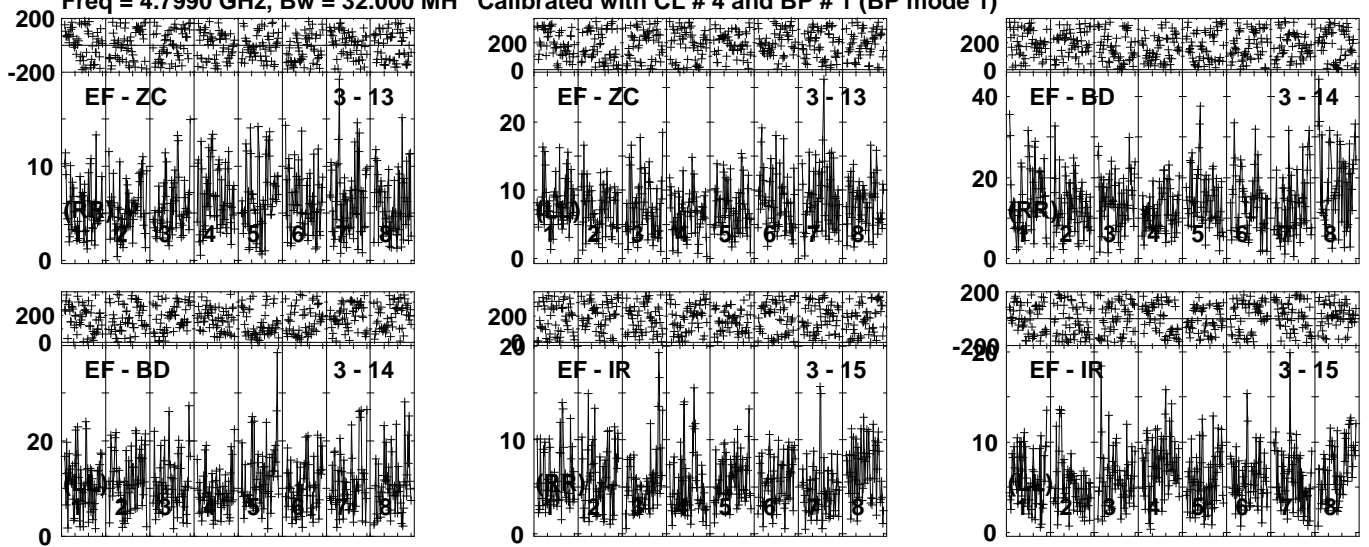 Freq = 4.7990 GHz, Bw = 32.000 MH Calibrated with CL # 4 and BP # 1 (BP mode 1)
200
-200
EF - ZC 3 - 13
10
(RR)
1 2 3 4 5 6 7 8
0
200
0
EF - ZC 3 - 13
20
10
(LL)
1 2 3 4 5 6 7 8
0
200
0
40
EF - BD 3 - 14
20
(RR)
1 2 3 4 5 6 7 8
0
200
0
EF - BD 3 - 14
20
(LL)
1 2 3 4 5 6 7 8
0
200
0
20
EF - IR 3 - 15
10
(RR)
1 2 3 4 5 6 7 8
0
200
-200
20
EF - IR 3 - 15
10
(LL)
1 2 3 4 5 6 7 8
0